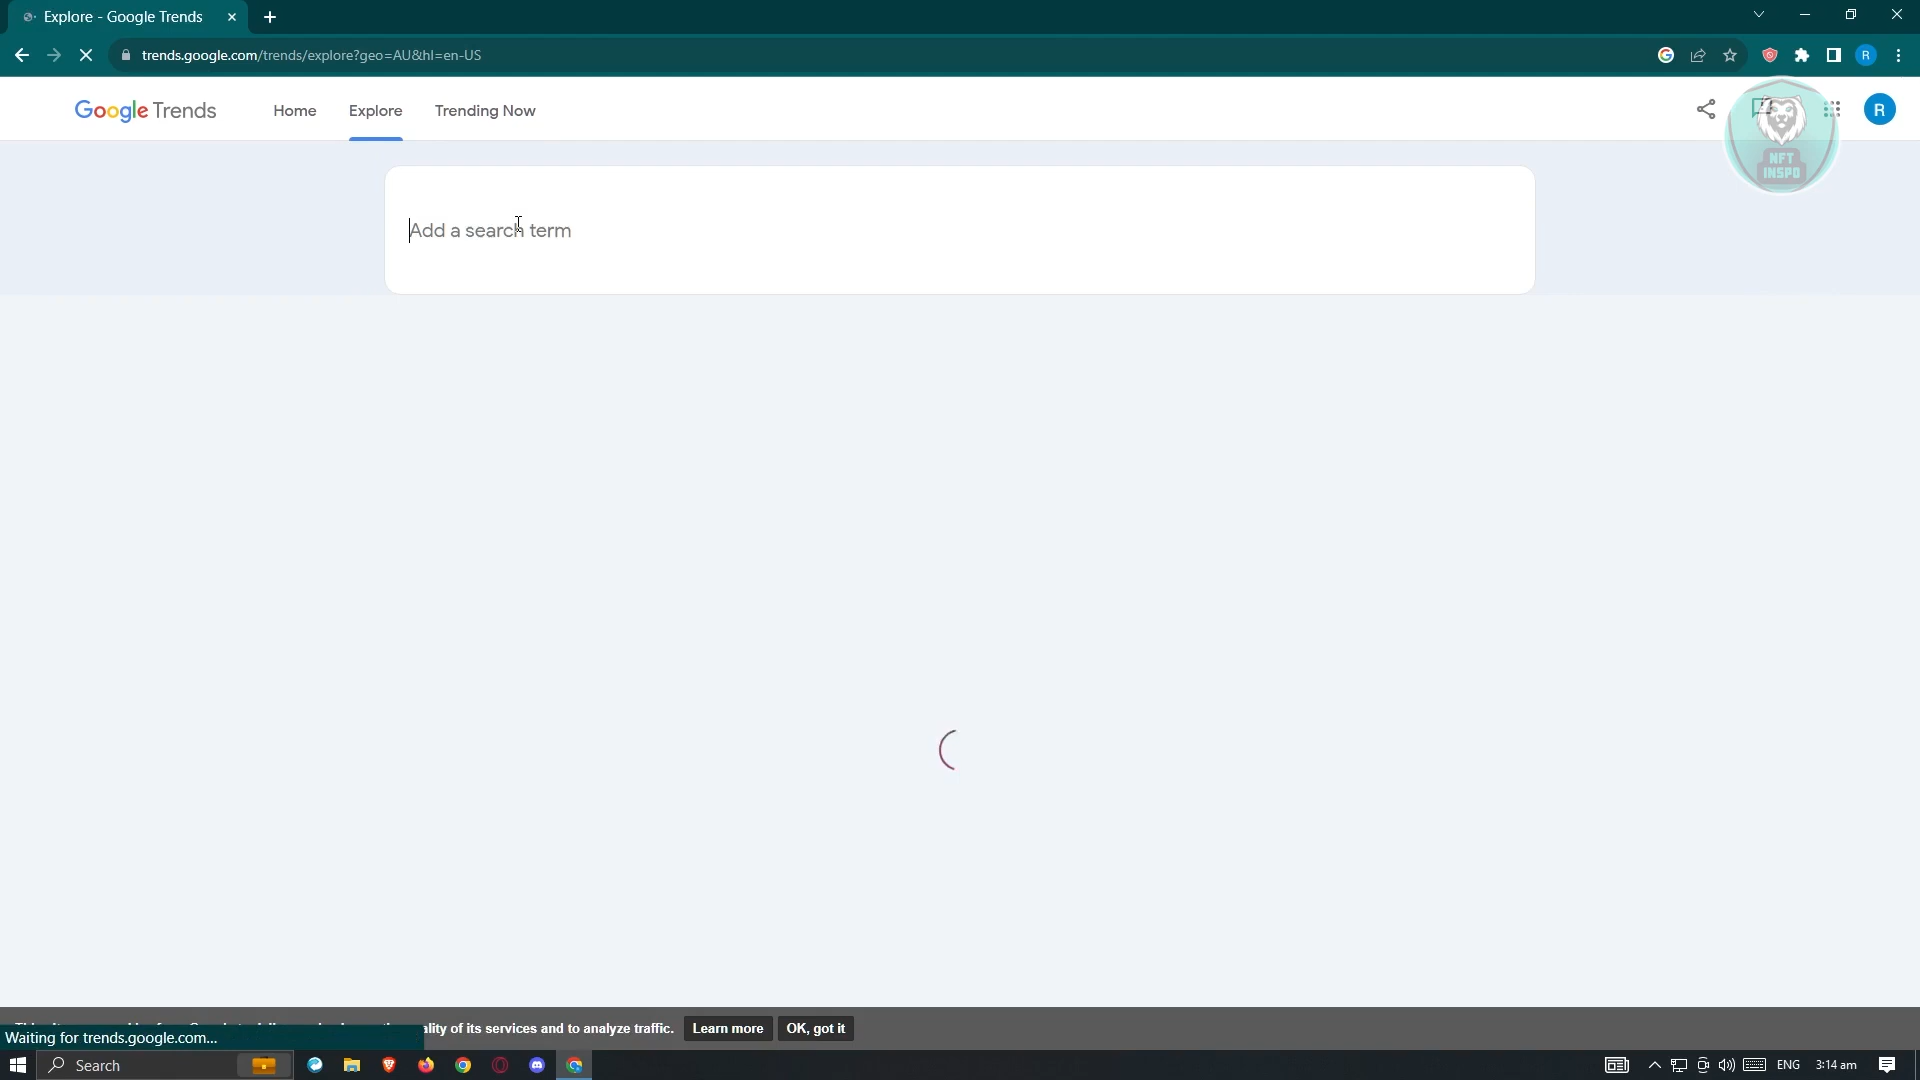 Explore - Google Trends
trends.google.com/trends/explore?geo=AU&hl=en-US
R
Google Trends
Home
Explore
Trending Now
R
NFT
INSPO
Add a search term
ality of its services and to analyze traffic.
Learn more
OK, got it
Waiting for trends.google.com...
Search
ENG
3:14 am